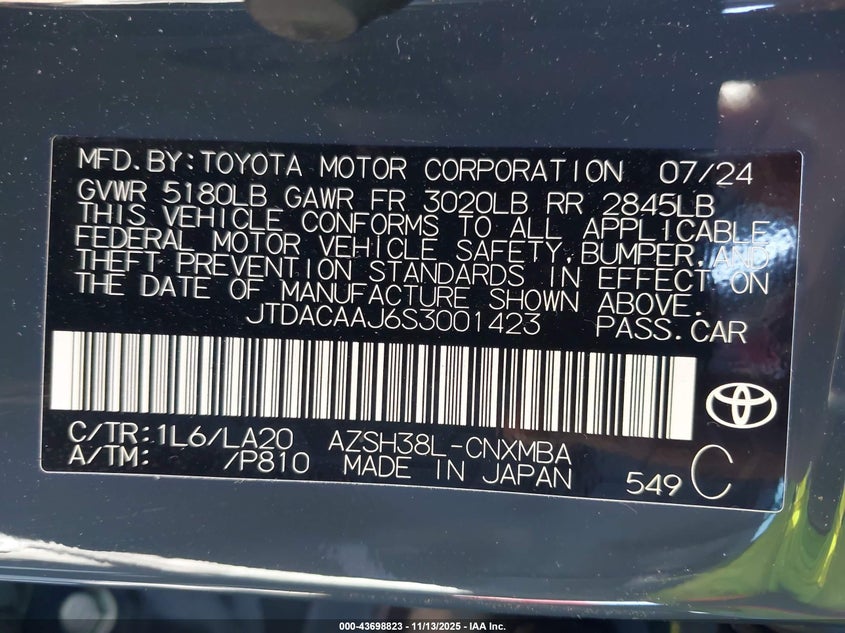 MFD.BY:TOYOTA MOTOR CORPORATION 07/24
GVWR 5180LB GAWR FR 3020LB RR 2845LB
THIS VEHICLE CONFORMS TO ALL APPLICABLE
FEDERAL MOTOR VEHICLE SAFETY,BUMPER,AND
THEFT PREVENTION STANDARDS IN EFFECT ON
THE DATE OF MANUFACTURE SHOWN ABOVE.
JTDACAAJ6S3001423 PASS.CAR
C/TR:1L6/LA20 AZSH38L-CNXMBA
A/TM: /P810 MADE IN JAPAN 549 C
000-43698823 - 11/13/2025 - IAA Inc.